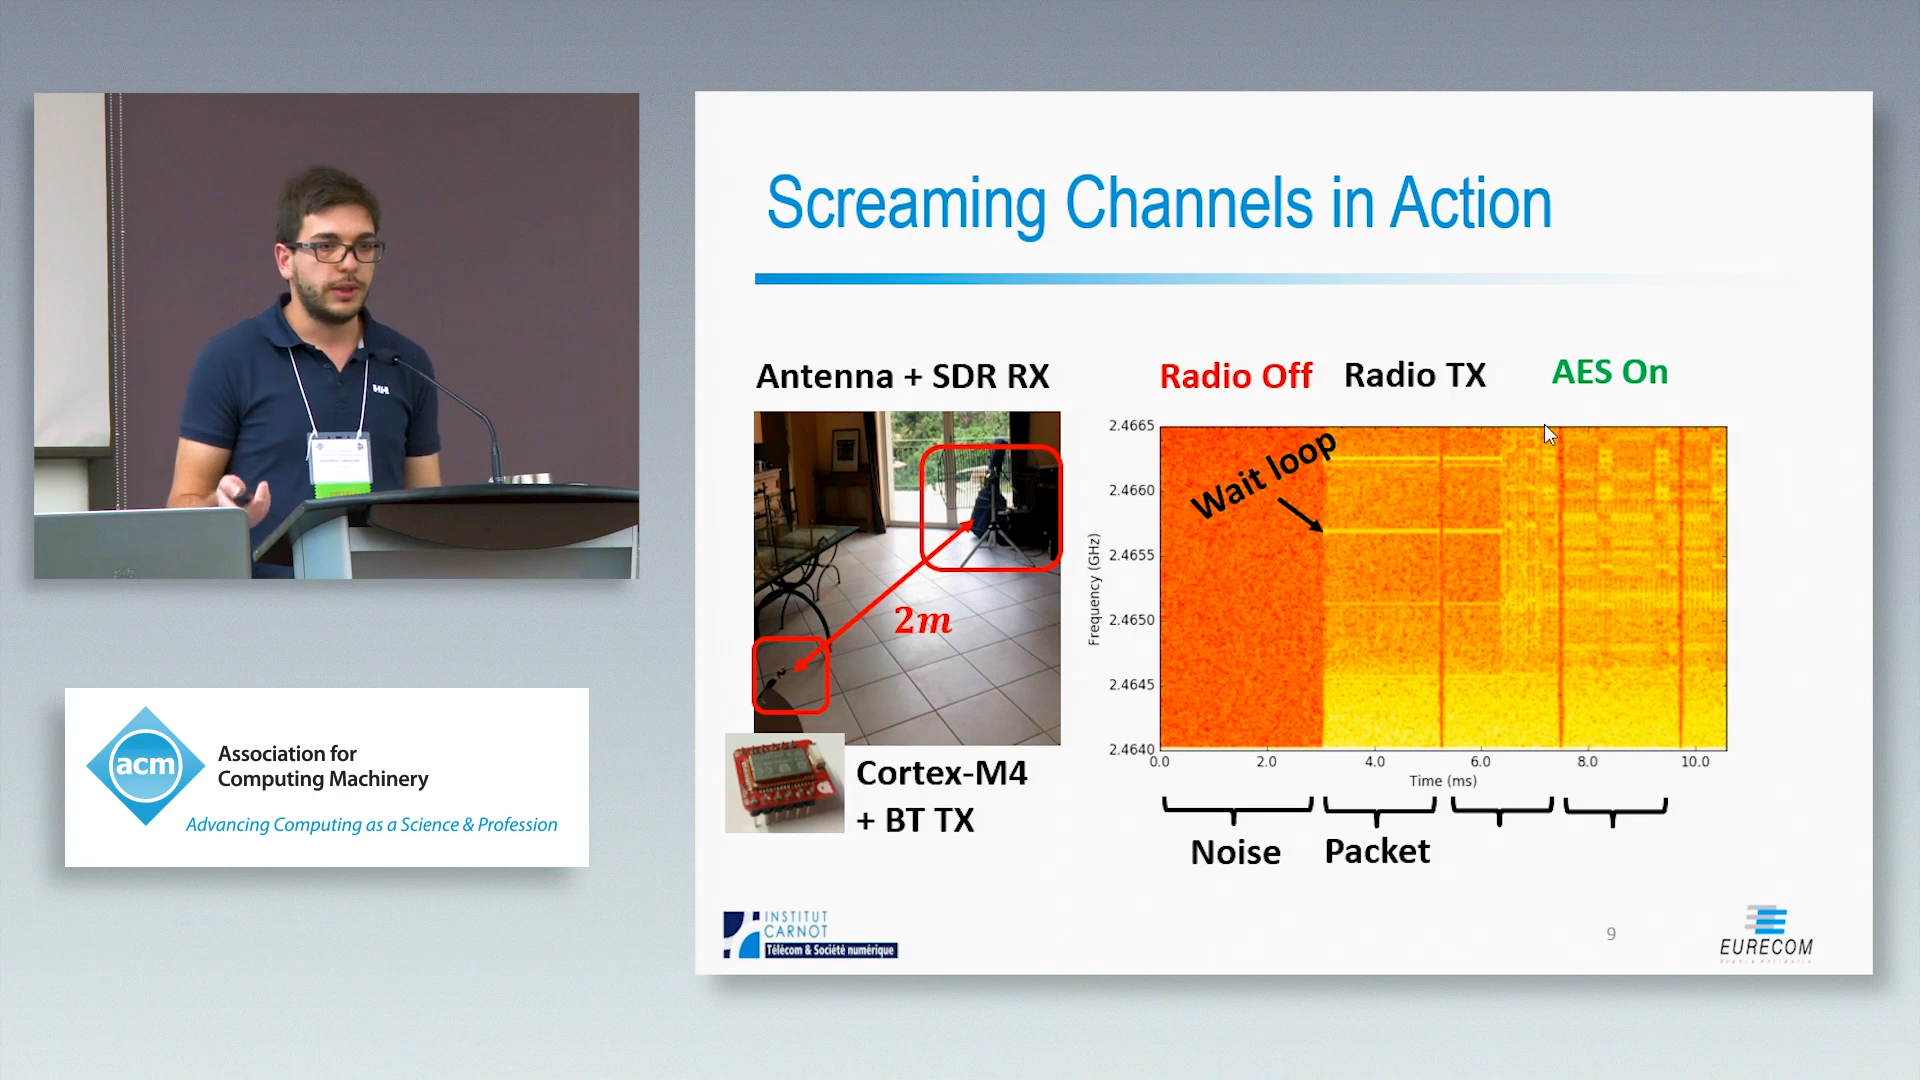 HH
acm
Association for
Computing Machinery
Advancing Computing as a Science & Profession
Screaming Channels in Action
Antenna + SDR RX
2m
Cortex-M4
+ BT TX
Radio Off
Radio TX
AES On
Wait loop
Frequency (GHz)
2.4665
2.4660
2.4655
2.4650
2.4645
2.4640
0.0 2.0 4.0 6.0 8.0 10.0
Time (ms)
Noise
Packet
INSTITUT
CARNOT
Télécom & Société numérique
9
EURECOM